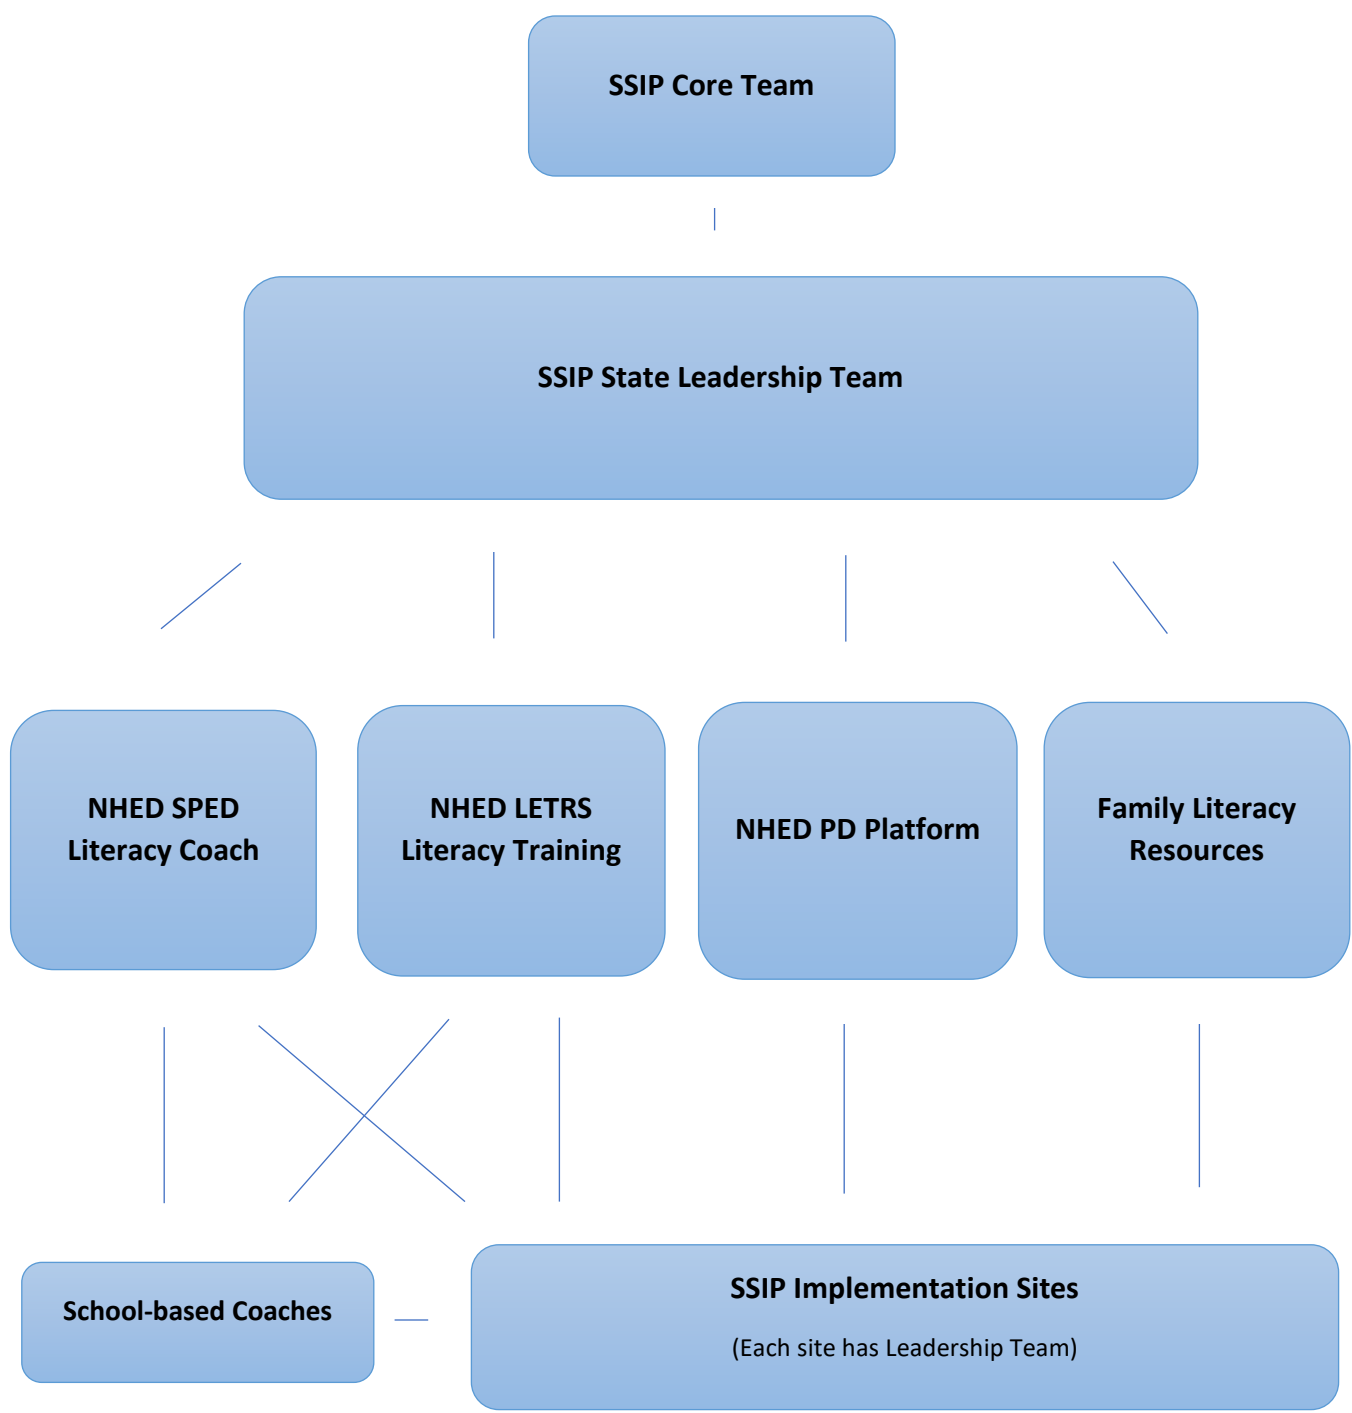 SSIP Core Team
SSIP State Leadership Team
NHED SPED
Literacy Coach
NHED LETRS
Literacy Training
NHED PD Platform
Family Literacy
Resources
School-based Coaches
SSIP Implementation Sites
(Each site has Leadership Team)